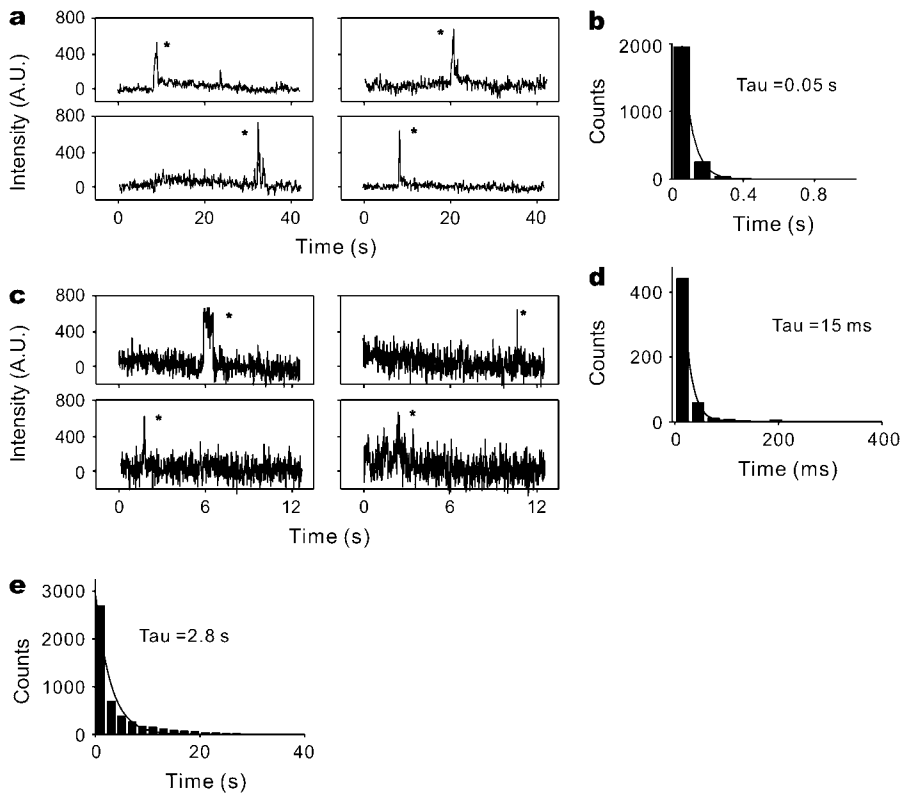 a
b
800
400
0
*
*
Intensity (A.U.)
800
400
0
*
*
0 20 40
0 20 40
Time (s)
2000
1000
0
Counts
Tau =0.05 s
0 0.4 0.8
Time (s)
c
d
800
400
0
*
*
Intensity (A.U.)
800
400
0
*
*
0 6 12
0 6 12
Time (s)
400
200
0
Counts
Tau =15 ms
0 200 400
Time (ms)
e
3000
2000
1000
0
Counts
Tau =2.8 s
0 20 40
Time (s)